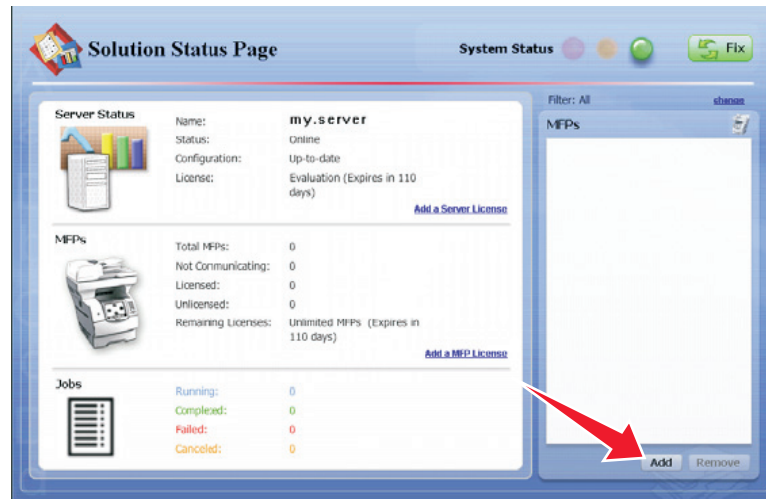 Solution Status Page
System Status
Fix
Server Status
Name: my.server
Status: Online
Configuration: Up-to-date
License: Evaluation (Expires in 110
days)
Add a Server License
MFPs
Total MFPs: 0
Not Communicating: 0
Licensed: 0
Unlicensed: 0
Remaining Licenses: Unlimited MFPs (Expires in
110 days)
Add a MFP License
Jobs
Running: 0
Completed: 0
Failed: 0
Canceled: 0
Filter: All change
MFPs
Add Remove